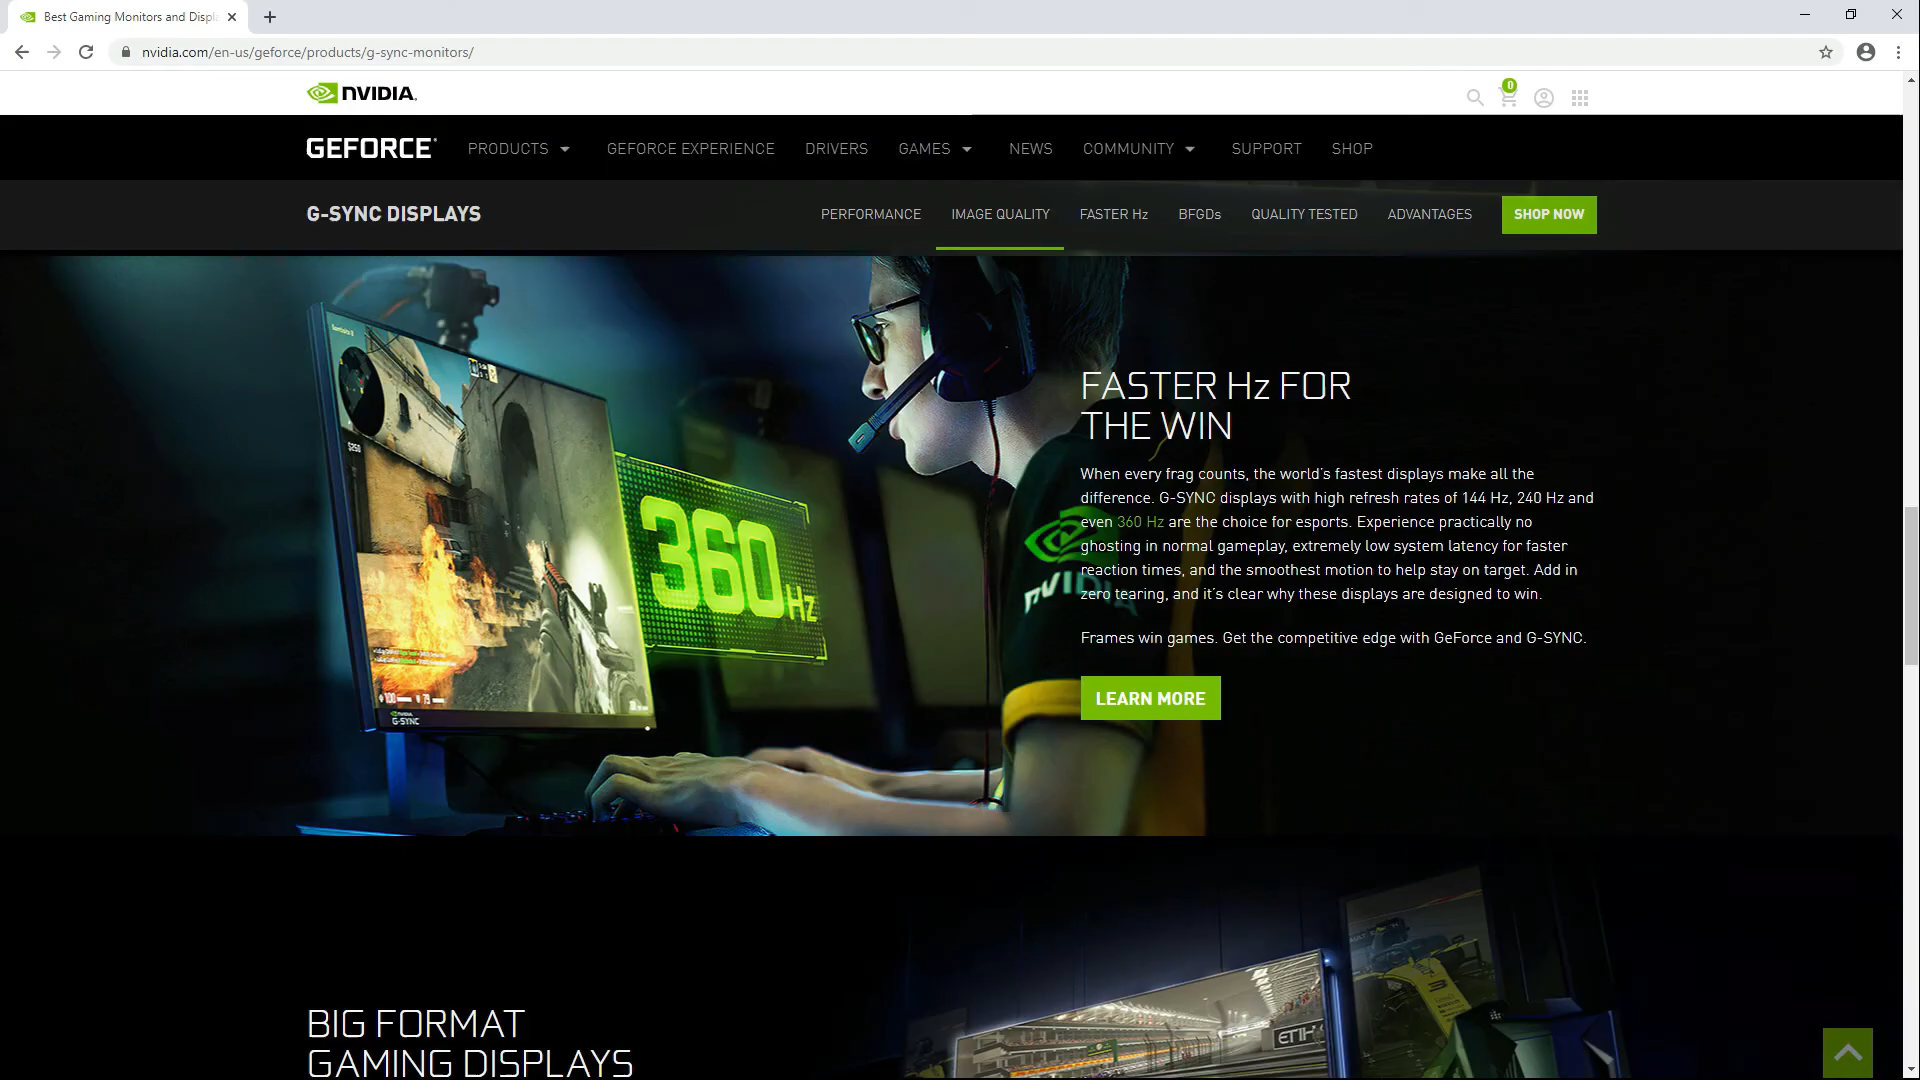 Best Gaming Monitors and Displ
nvidia.com/en-us/geforce/products/g-sync-monitors/
NVIDIA.
0
GEFORCE
PRODUCTS
GEFORCE EXPERIENCE
DRIVERS
GAMES
NEWS
COMMUNITY
SUPPORT
SHOP
G-SYNC DISPLAYS
PERFORMANCE
IMAGE QUALITY
FASTER Hz
BFGDs
QUALITY TESTED
ADVANTAGES
SHOP NOW
$250
360Hz
100
79
NVIDIA
G-SYNC
NVIDIA
FASTER Hz FOR
THE WIN
When every frag counts, the world's fastest displays make all the
difference. G-SYNC displays with high refresh rates of 144 Hz, 240 Hz and
even 360 Hz are the choice for esports. Experience practically no
ghosting in normal gameplay, extremely low system latency for faster
reaction times, and the smoothest motion to help stay on target. Add in
zero tearing, and it's clear why these displays are designed to win.
Frames win games. Get the competitive edge with GeForce and G-SYNC.
LEARN MORE
BIG FORMAT
GAMING DISPLAYS
3